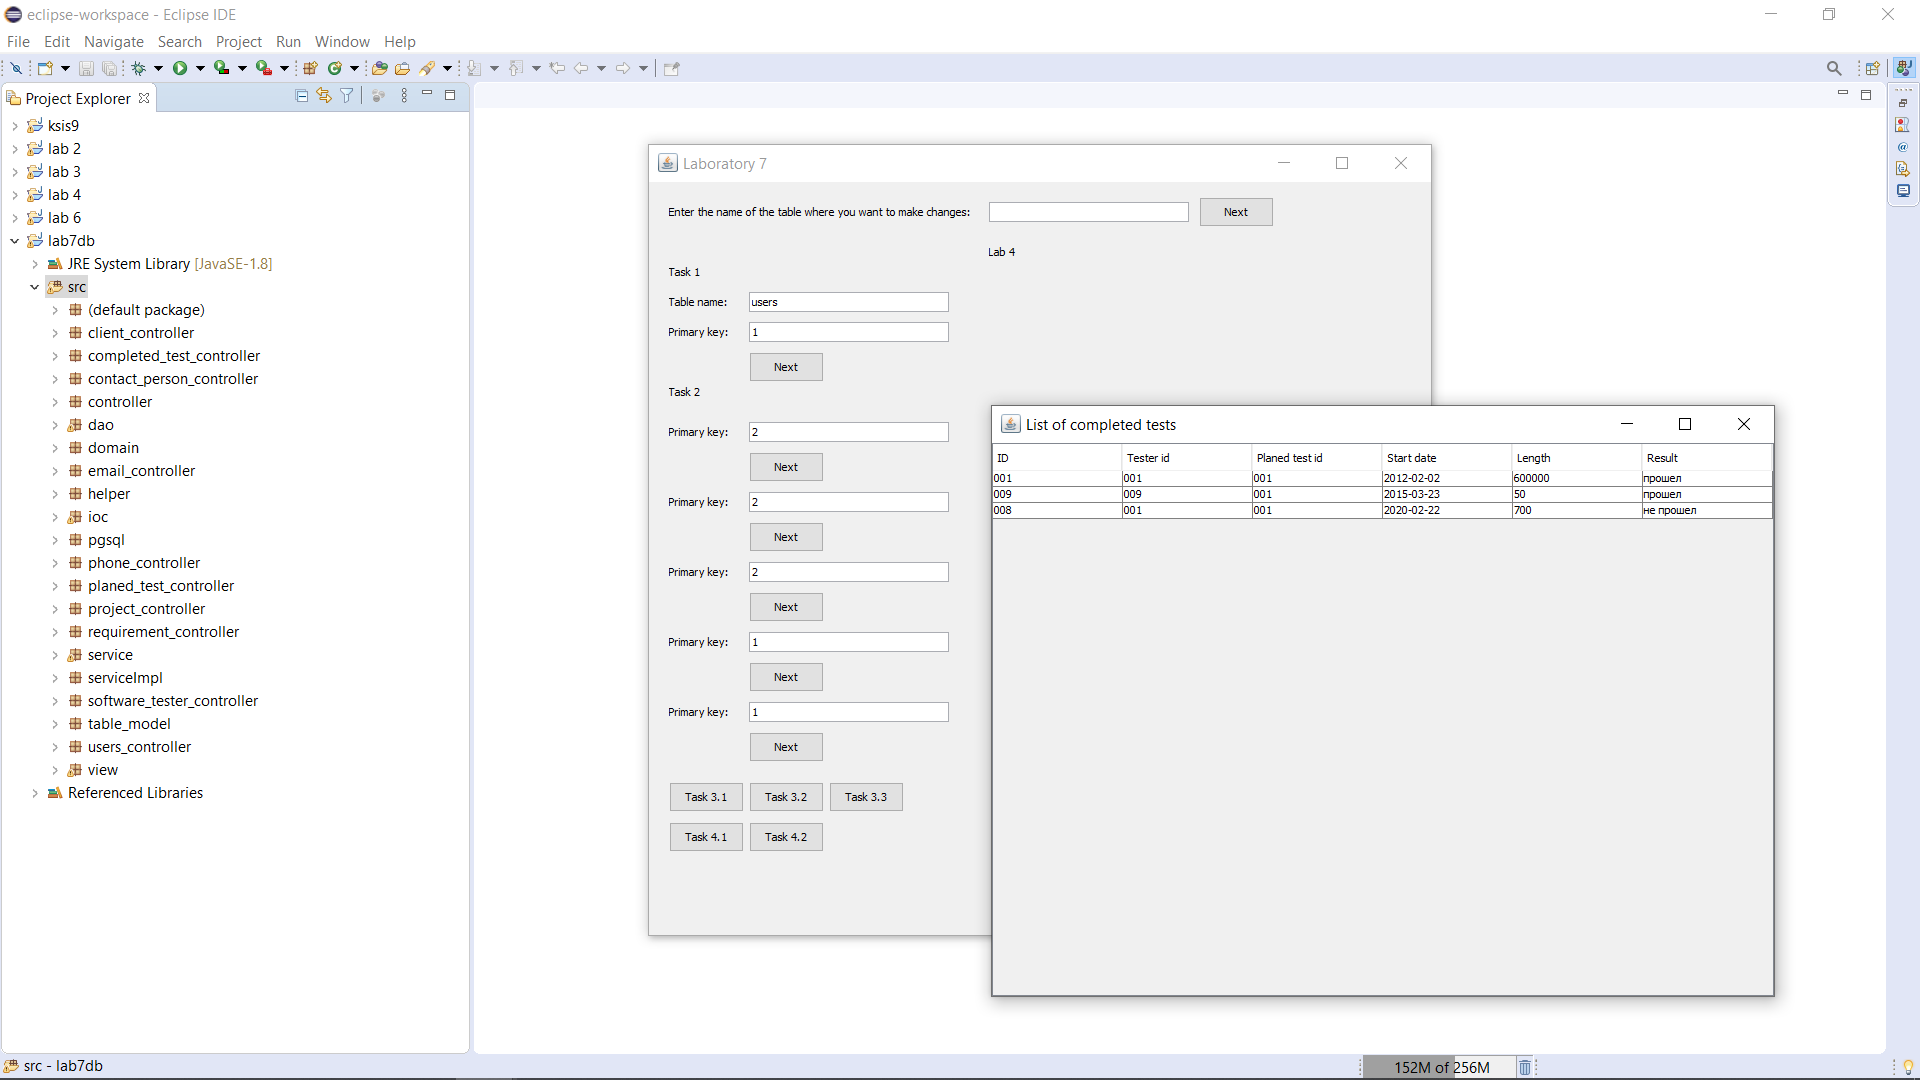 eclipse-workspace - Eclipse IDE
File Edit Navigate Search Project Run Window Help
Project Explorer
ksis9
lab 2
lab 3
lab 4
lab 6
lab7db
JRE System Library [JavaSE-1.8]
src
(default package)
client_controller
completed_test_controller
contact_person_controller
controller
dao
domain
email_controller
helper
ioc
pgsql
phone_controller
planed_test_controller
project_controller
requirement_controller
service
serviceImpl
software_tester_controller
table_model
users_controller
view
Referenced Libraries
Laboratory 7
Enter the name of the table where you want to make changes: Next
Lab 4
Task 1
Table name: users
Primary key: 1
Next
Task 2
Primary key: 2
Next
Primary key: 2
Next
Primary key: 2
Next
Primary key: 1
Next
Primary key: 1
Next
Task 3.1 Task 3.2 Task 3.3
Task 4.1 Task 4.2
List of completed tests
ID Tester id Planed test id Start date Length Result
001 001 001 2012-02-02 600000 прошел
009 009 001 2015-03-23 50 прошел
008 001 001 2020-02-22 700 не прошел
src - lab7db
152M of 256M